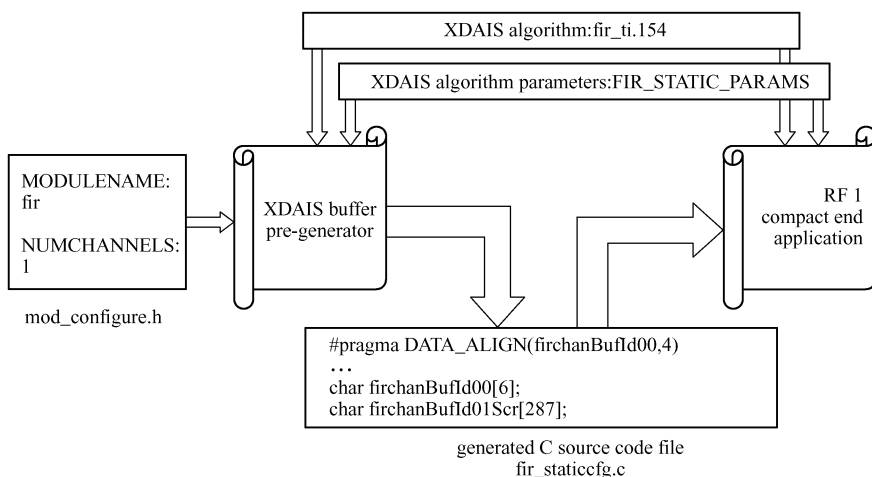 XDAIS algorithm:fir_ti.154
XDAIS algorithm parameters:FIR_STATIC_PARAMS
MODULENAME:
fir
NUMCHANNELS:
1
mod_configure.h
XDAIS buffer
pre-generator
RF 1
compact end
application
#pragma DATA_ALIGN(firchanBufId00,4)
…
char firchanBufId00[6];
char firchanBufId01Scr[287];
generated C source code file
fir_staticcfg.c